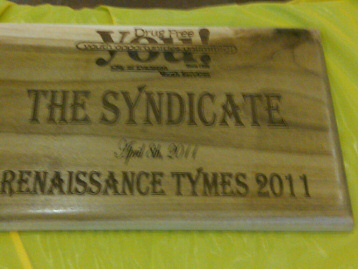 Drug Free
you!
THE SYNDICATE
April 8th, 2011
RENAISSANCE TYMES 2011